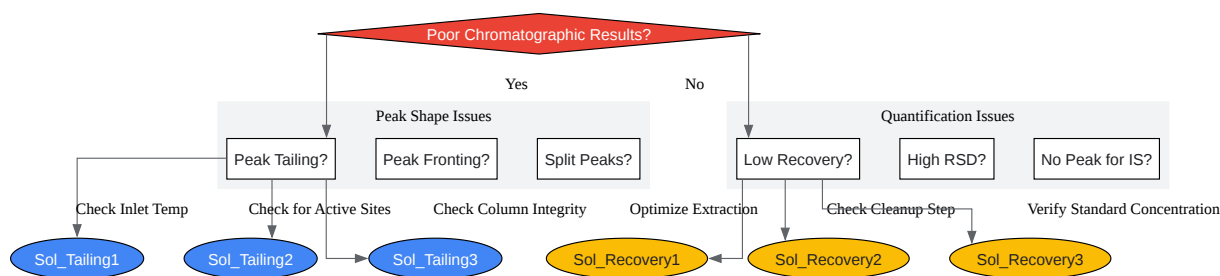 Poor Chromatographic Results?
Yes
No
Peak Shape Issues
Quantification Issues
Peak Tailing?
Peak Fronting?
Split Peaks?
Low Recovery?
High RSD?
No Peak for IS?
Check Inlet Temp
Check for Active Sites
Check Column Integrity
Optimize Extraction
Check Cleanup Step
Verify Standard Concentration
Sol_Tailing1
Sol_Tailing2
Sol_Tailing3
Sol_Recovery1
Sol_Recovery2
Sol_Recovery3